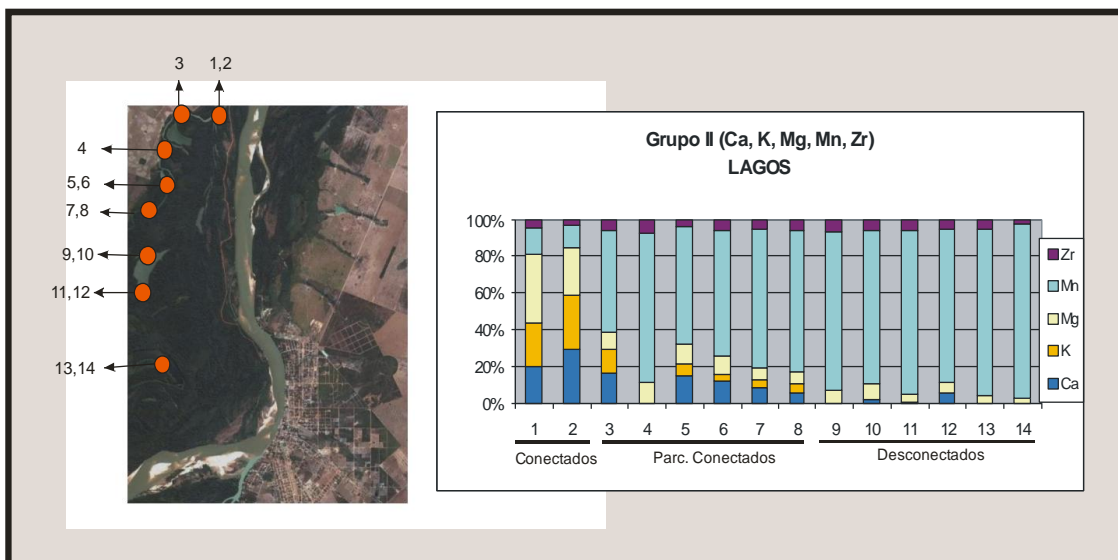 3
1,2
4
5,6
7,8
9,10
11,12
13,14
Grupo II (Ca, K, Mg, Mn, Zr)
LAGOS
100%
80%
60%
40%
20%
0%
1 2 3 4 5 6 7 8 9 10 11 12 13 14
Conectados Parc. Conectados Desconectados
Zr
Mn
Mg
K
Ca